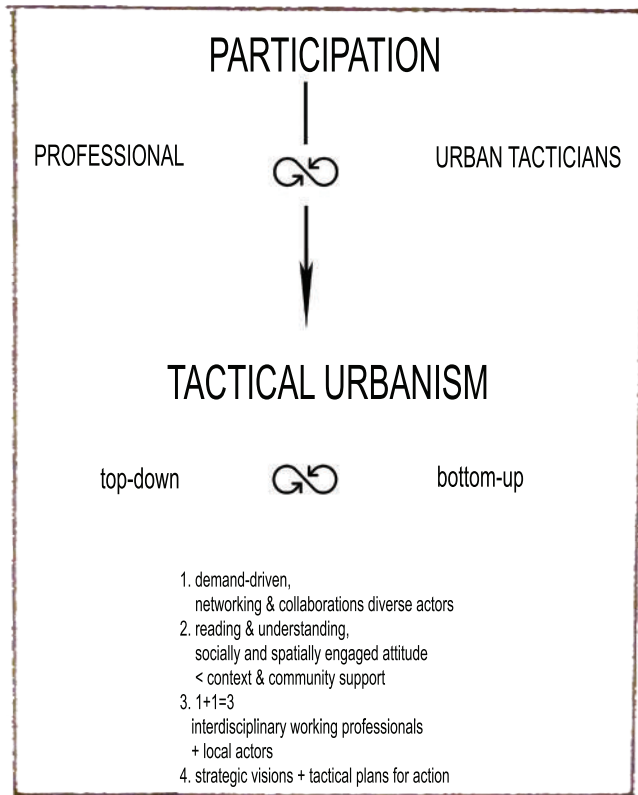 PARTICIPATION
PROFESSIONAL
URBAN TACTICIANS
TACTICAL URBANISM
top-down
bottom-up
1. demand-driven,
networking & collaborations diverse actors
2. reading & understanding,
socially and spatially engaged attitude
< context & community support
3. 1+1=3
interdisciplinary working professionals
+ local actors
4. strategic visions + tactical plans for action